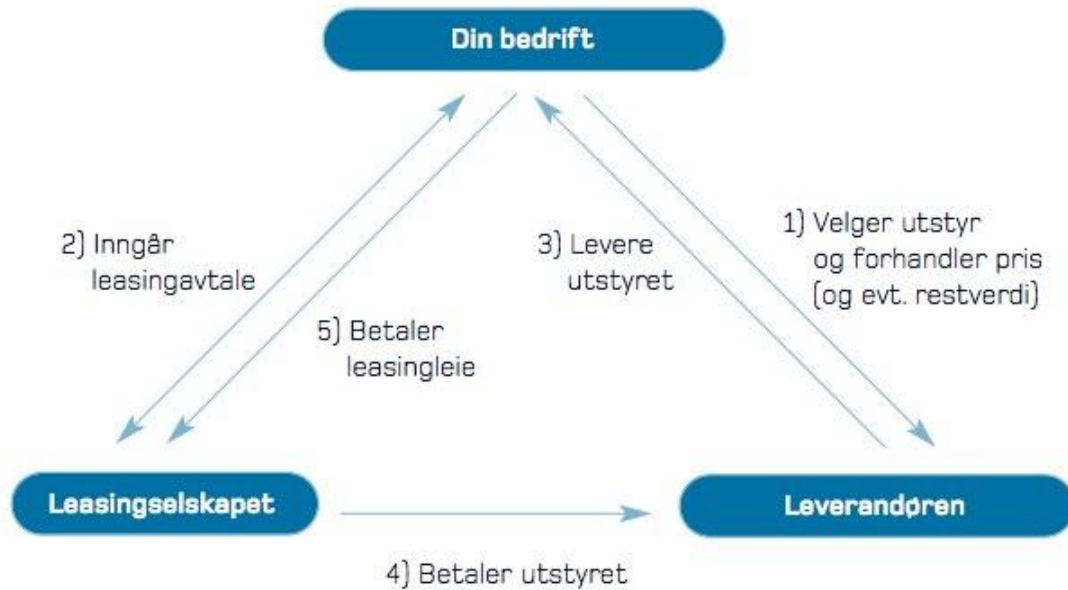 Din bedrift
2) Inngår
leasingavtale
3) Levere
utstyret
1) Velger utstyr
og forhandler pris
(og evt. restverdi)
5) Betaler
leasingleie
Leasingselskapet
Leverandøren
4) Betaler utstyret